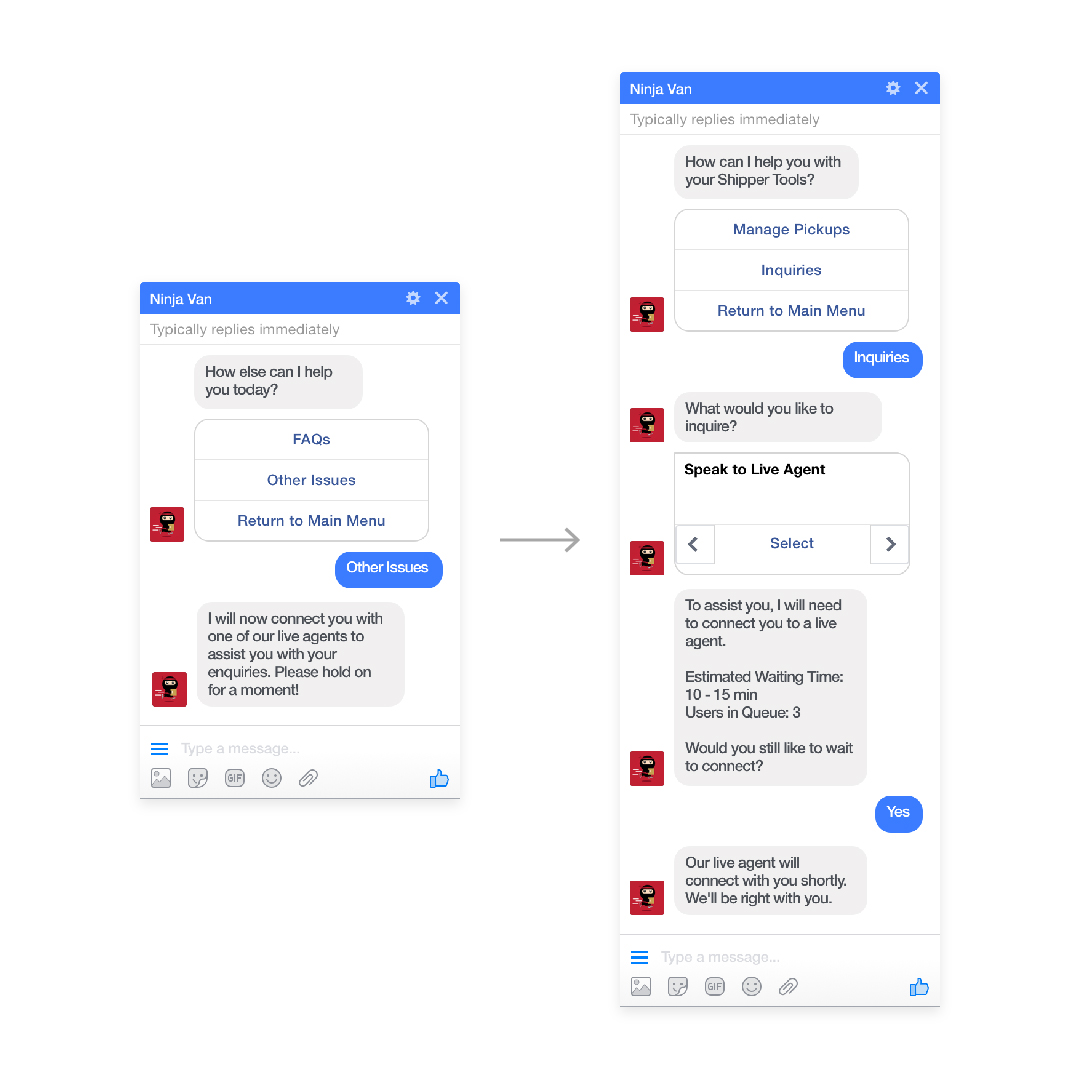 Ninja Van
Typically replies immediately
How else can I help
you today?
FAQs
Other Issues
Return to Main Menu
Other Issues
I will now connect you with
one of our live agents to
assist you with your
enquiries. Please hold on
for a moment!
Type a message...
GIF
Ninja Van
Typically replies immediately
How can I help you with
your Shipper Tools?
Manage Pickups
Inquiries
Return to Main Menu
Inquiries
What would you like to
inquire?
Speak to Live Agent
Select
To assist you, I will need
to connect you to a live
agent.
Estimated Waiting Time:
10 - 15 min
Users in Queue: 3
Would you still like to wait
to connect?
Yes
Our live agent will
connect with you shortly.
We'll be right with you.
Type a message...
GIF